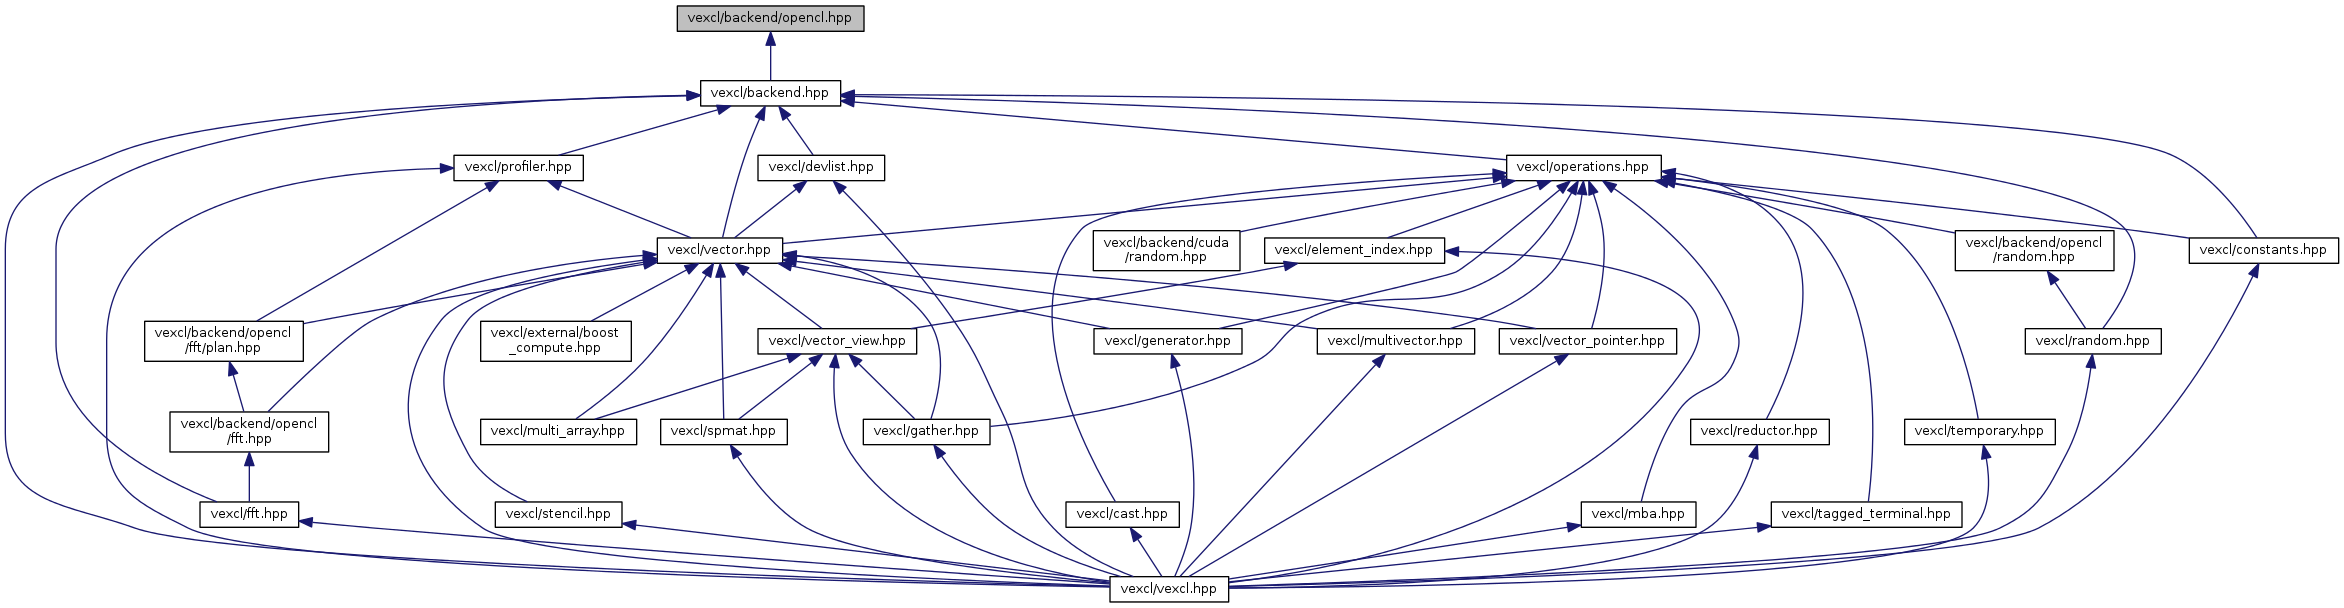 vexcl/backend/opencl.hpp
vexcl/backend.hpp
vexcl/profiler.hpp
vexcl/devlist.hpp
vexcl/operations.hpp
vexcl/vector.hpp
vexcl/backend/cuda
/random.hpp
vexcl/element_index.hpp
vexcl/backend/opencl
/random.hpp
vexcl/constants.hpp
vexcl/backend/opencl
/fft/plan.hpp
vexcl/external/boost
_compute.hpp
vexcl/vector_view.hpp
vexcl/generator.hpp
vexcl/multivector.hpp
vexcl/vector_pointer.hpp
vexcl/random.hpp
vexcl/backend/opencl
/fft.hpp
vexcl/multi_array.hpp
vexcl/spmat.hpp
vexcl/gather.hpp
vexcl/reductor.hpp
vexcl/temporary.hpp
vexcl/fft.hpp
vexcl/stencil.hpp
vexcl/cast.hpp
vexcl/mba.hpp
vexcl/tagged_terminal.hpp
vexcl/vexcl.hpp